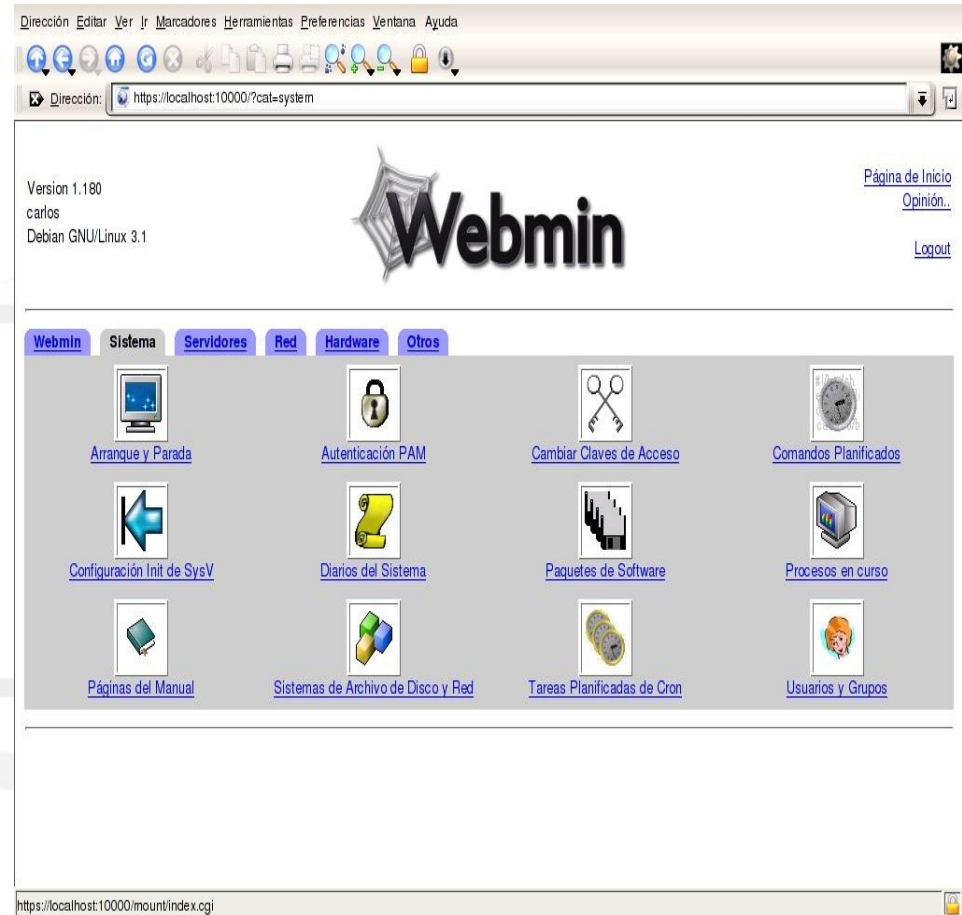 Dirección Editar Ver Ir Marcadores Herramientas Preferencias Ventana Ayuda
Dirección: https://localhost:10000/?cat=system
Version 1.180
carlos
Debian GNU/Linux 3.1
Webmin
Página de Inicio
Opinión..
Logout
Webmin Sistema Servidores Red Hardware Otros
Arranque y Parada Autenticación PAM Cambiar Claves de Acceso Comandos Planificados
Configuración Init de SysV Diarios del Sistema Paquetes de Software Procesos en curso
Páginas del Manual Sistemas de Archivo de Disco y Red Tareas Planificadas de Cron Usuarios y Grupos
https://localhost:10000/mount/index.cgi